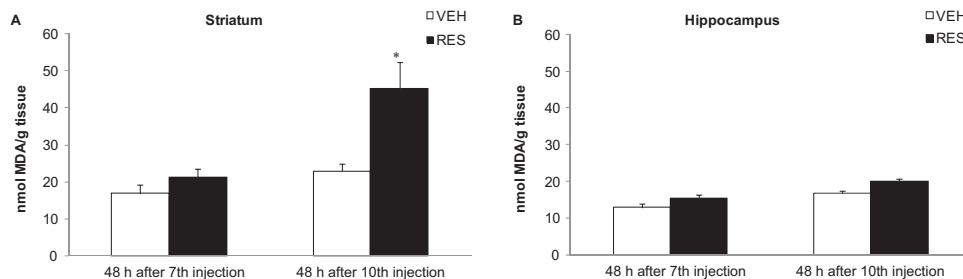 A
Striatum
VEH
RES
nmol MDA/g tissue
60
50
40
30
20
10
0
*
48 h after 7th injection
48 h after 10th injection
B
Hippocampus
VEH
RES
nmol MDA/g tissue
60
50
40
30
20
10
0
48 h after 7th injection
48 h after 10th injection